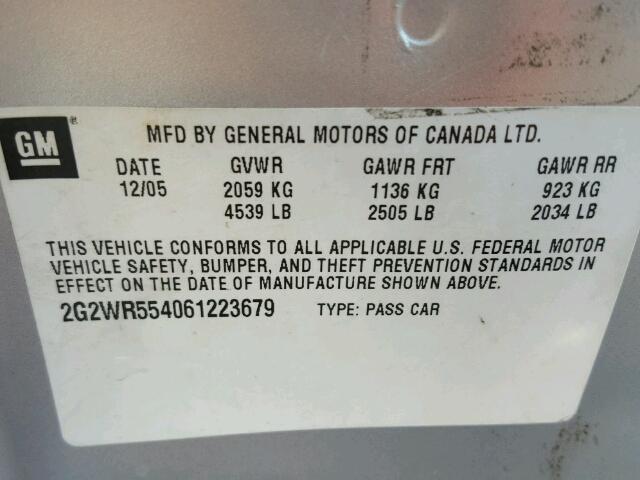 GM ®
MFD BY GENERAL MOTORS OF CANADA LTD.
DATE GVWR GAWR FRT GAWR RR
12/05 2059 KG 1136 KG 923 KG
4539 LB 2505 LB 2034 LB
THIS VEHICLE CONFORMS TO ALL APPLICABLE U.S. FEDERAL MOTOR
VEHICLE SAFETY, BUMPER, AND THEFT PREVENTION STANDARDS IN
EFFECT ON THE DATE OF MANUFACTURE SHOWN ABOVE.
2G2WR554061223679 TYPE: PASS CAR